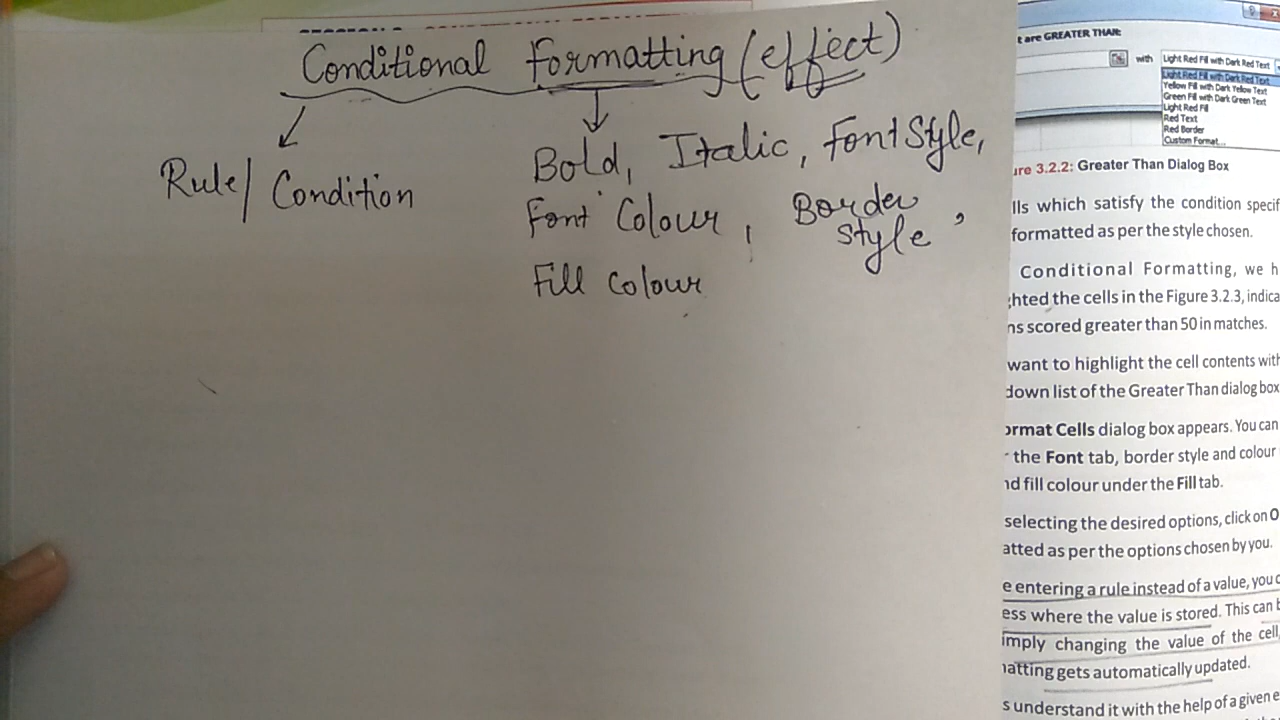 Conditional Formatting (effect)
Rule/ Condition
Bold, Italic, Font Style,
Font Colour, Border Style,
Fill Colour
t are GREATER THAN:
with Light Red Fill with Dark Red Text
Light Red Fill with Dark Red Text
Yellow Fill with Dark Yellow Text
Green Fill with Dark Green Text
Light Red Fill
Red Text
Red Border
Custom Format...
ure 3.2.2: Greater Than Dialog Box
lls which satisfy the condition specif
formatted as per the style chosen.
Conditional Formatting, we h
ghted the cells in the Figure 3.2.3, indica
ns scored greater than 50 in matches.
want to highlight the cell contents with
down list of the Greater Than dialog box
ormat Cells dialog box appears. You can
the Font tab, border style and colour
nd fill colour under the Fill tab.
selecting the desired options, click on O
atted as per the options chosen by you.
e entering a rule instead of a value, you c
ess where the value is stored. This can b
imply changing the value of the cell,
natting gets automatically updated.
s understand it with the help of a given e